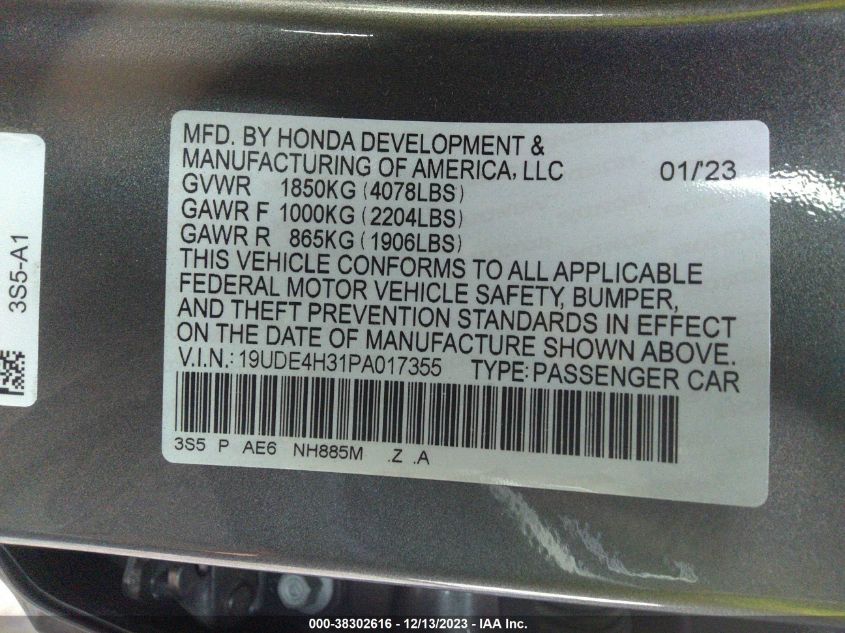 MFD. BY HONDA DEVELOPMENT &
MANUFACTURING OF AMERICA, LLC 01/'23
GVWR 1850KG (4078LBS)
GAWR F 1000KG (2204LBS)
GAWR R 865KG (1906LBS)
THIS VEHICLE CONFORMS TO ALL APPLICABLE
FEDERAL MOTOR VEHICLE SAFETY, BUMPER,
AND THEFT PREVENTION STANDARDS IN EFFECT
ON THE DATE OF MANUFACTURE SHOWN ABOVE.
V.I.N.: 19UDE4H31PA017355 TYPE: PASSENGER CAR
3S5 P AE6 NH885M .Z .A
3S5-A1
000-38302616 - 12/13/2023 - IAA Inc.